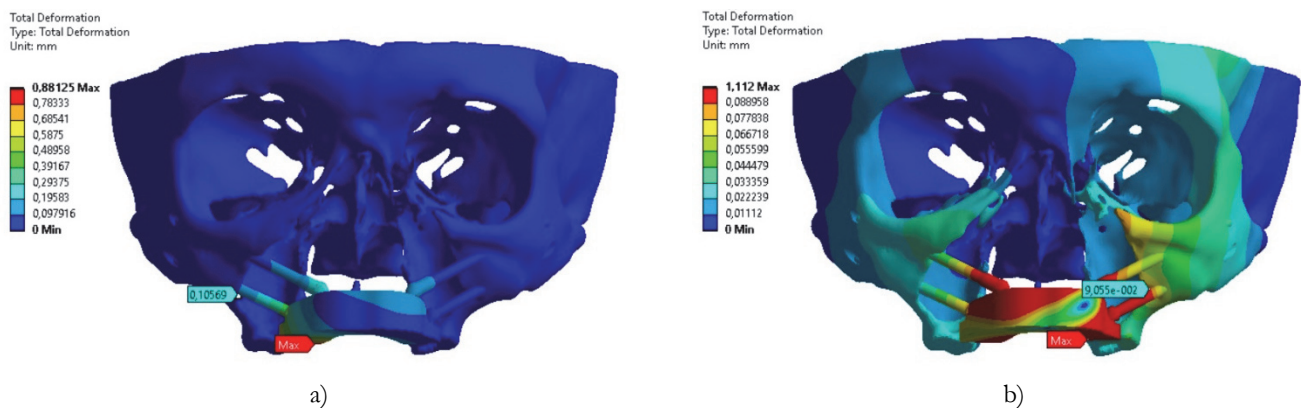 Total Deformation
Type: Total Deformation
Unit: mm
0,88125 Max
0,78333
0,68541
0,5875
0,48958
0,39167
0,29375
0,19583
0,097916
0 Min
0,10569
Max
a)
Total Deformation
Type: Total Deformation
Unit: mm
1,112 Max
0,088958
0,077838
0,066718
0,055599
0,044479
0,033359
0,022239
0,01112
0 Min
9,055e-002
Max
b)